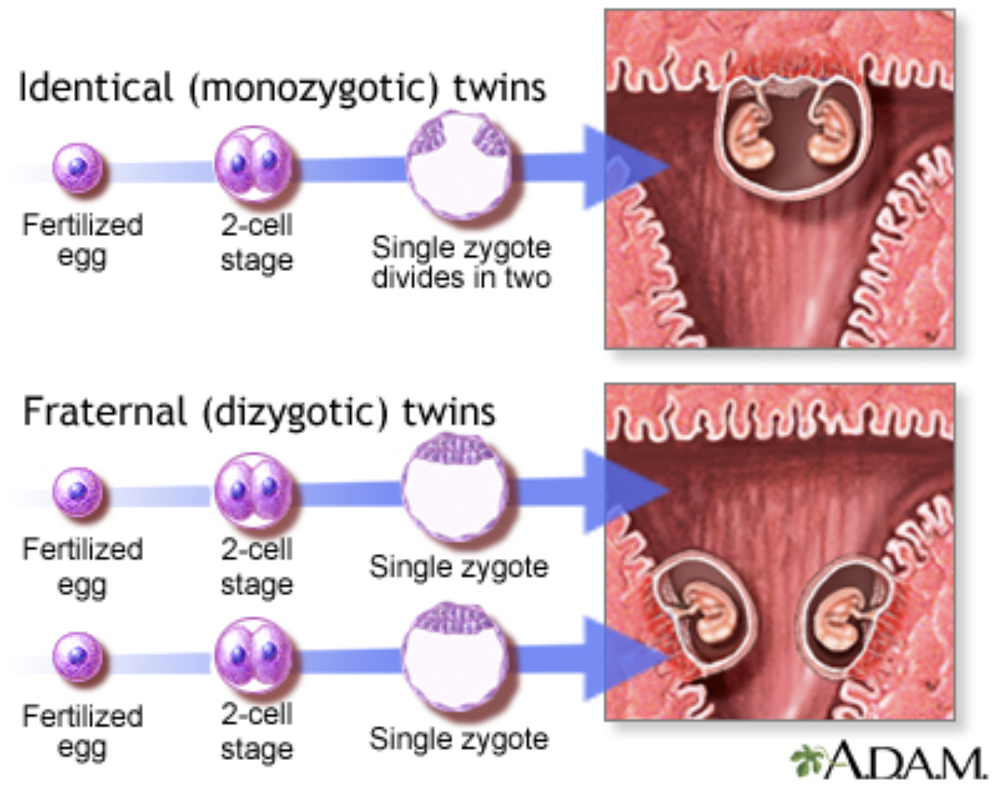 Identical (monozygotic) twins
Fertilized
egg
2-cell
stage
Single zygote
divides in two
Fraternal (dizygotic) twins
Fertilized
egg
2-cell
stage
Single zygote
Fertilized
egg
2-cell
stage
Single zygote
A.D.A.M.